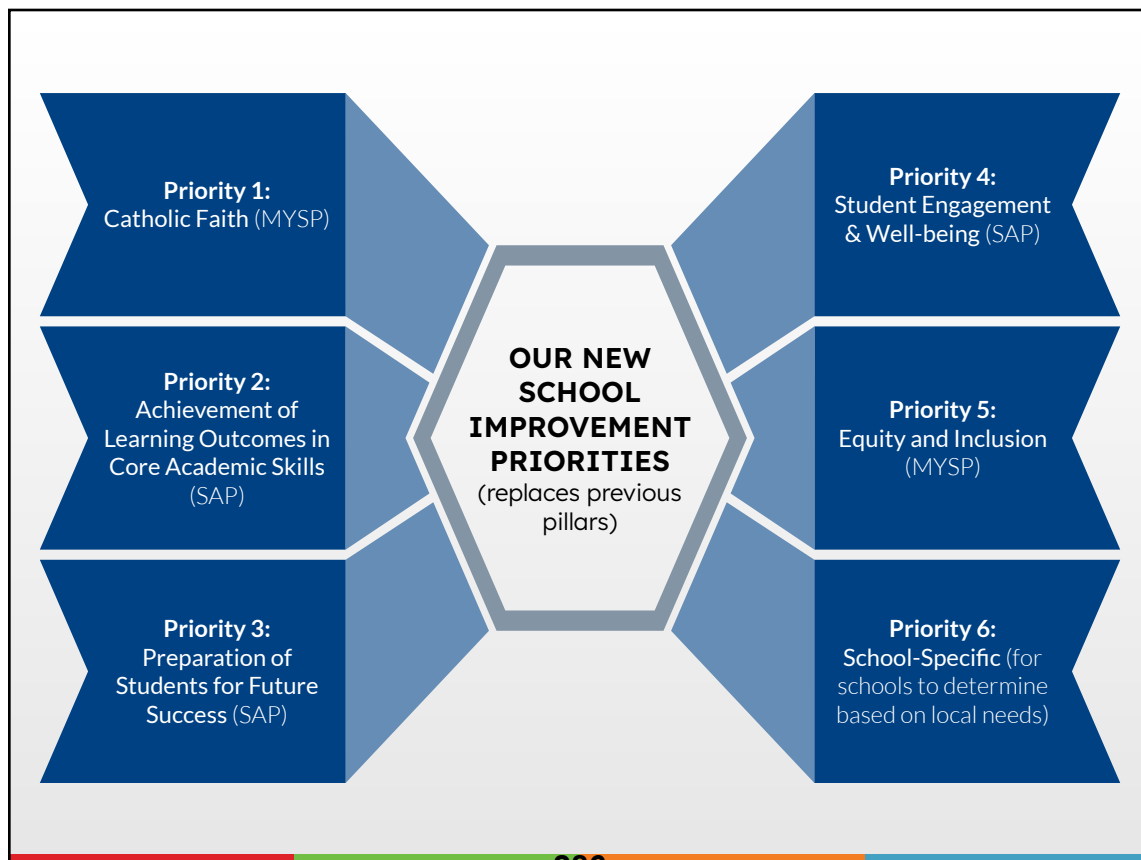 Priority 1:
Catholic Faith (MYSP)
Priority 2:
Achievement of
Learning Outcomes in
Core Academic Skills
(SAP)
Priority 3:
Preparation of
Students for Future
Success (SAP)
OUR NEW
SCHOOL
IMPROVEMENT
PRIORITIES
(replaces previous
pillars)
Priority 4:
Student Engagement
& Well-being (SAP)
Priority 5:
Equity and Inclusion
(MYSP)
Priority 6:
School-Specific (for
schools to determine
based on local needs)